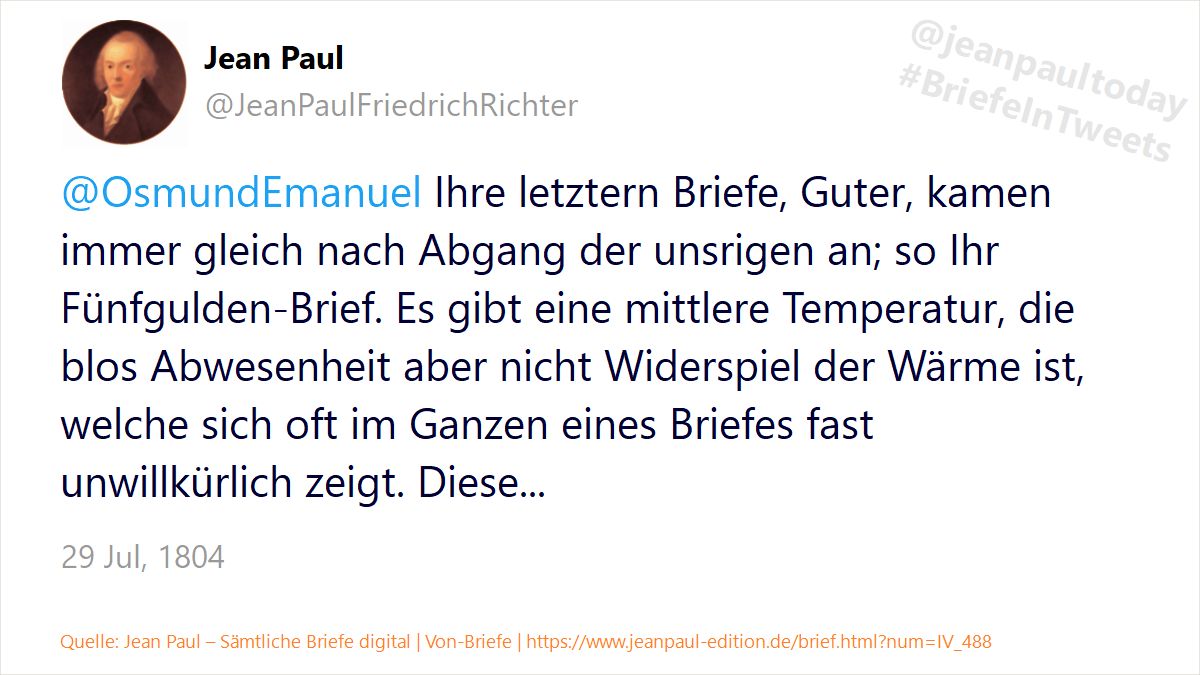 Jean Paul
@JeanPaulFriedrichRichter
@jeanpaultoday
#BriefeInTweets
@OsmundEmanuel Ihre letztern Briefe, Guter, kamen
immer gleich nach Abgang der unsrigen an; so Ihr
Fünfgulden-Brief. Es gibt eine mittlere Temperatur, die
blos Abwesenheit aber nicht Widerspiel der Wärme ist,
welche sich oft im Ganzen eines Briefes fast
unwillkürlich zeigt. Diese...
29 Jul, 1804
Quelle: Jean Paul – Sämtliche Briefe digital | Von-Briefe | https://www.jeanpaul-edition.de/brief.html?num=IV_488